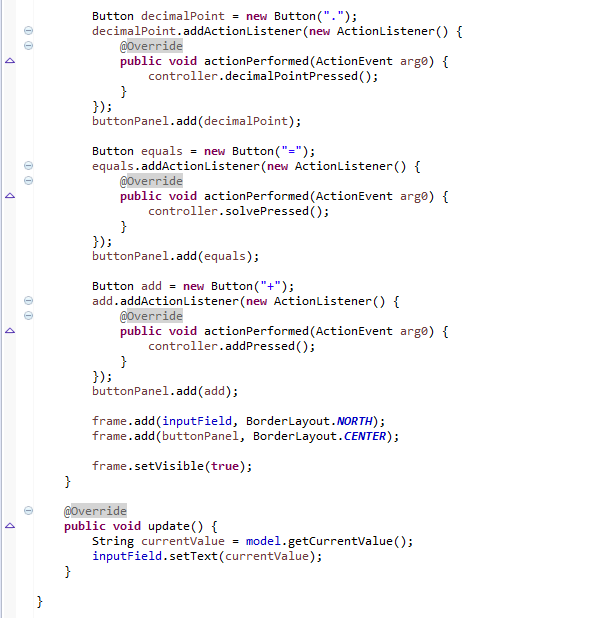 Button decimalPoint = new Button(".");
decimalPoint.addActionListener(new ActionListener() {
@Override
public void actionPerformed(ActionEvent arg0) {
controller.decimalPointPressed();
}
});
buttonPanel.add(decimalPoint);
Button equals = new Button("=");
equals.addActionListener(new ActionListener() {
@Override
public void actionPerformed(ActionEvent arg0) {
controller.solvePressed();
}
});
buttonPanel.add(equals);
Button add = new Button("+");
add.addActionListener(new ActionListener() {
@Override
public void actionPerformed(ActionEvent arg0) {
controller.addPressed();
}
});
buttonPanel.add(add);
frame.add(inputField, BorderLayout.NORTH);
frame.add(buttonPanel, BorderLayout.CENTER);
frame.setVisible(true);
}
@Override
public void update() {
String currentValue = model.getCurrentValue();
inputField.setText(currentValue);
}
}